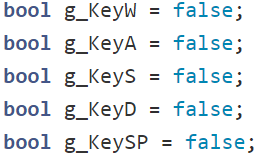 bool g_KeyW = false;
bool g_KeyA = false;
bool g_KeyS = false;
bool g_KeyD = false;
bool g_KeySP = false;